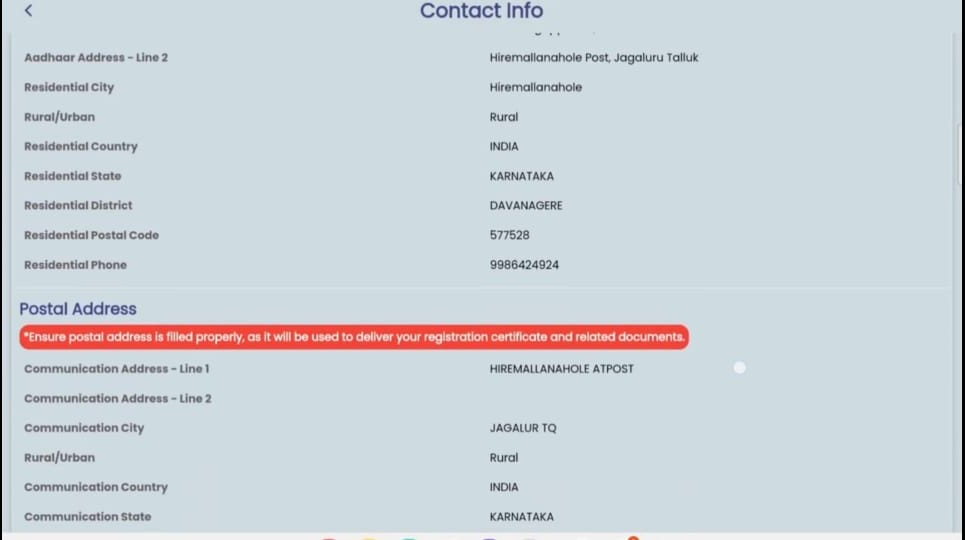 Contact Info
Aadhaar Address - Line 2 Hiremallanahole Post, Jagaluru Talluk
Residential City Hiremallanahole
Rural/Urban Rural
Residential Country INDIA
Residential State KARNATAKA
Residential District DAVANAGERE
Residential Postal Code 577528
Residential Phone 9986424924
Postal Address
*Ensure postal address is filled properly, as it will be used to deliver your registration certificate and related documents.
Communication Address - Line 1 HIREMALLANAHOLE ATPOST
Communication Address - Line 2
Communication City JAGALUR TQ
Rural/Urban Rural
Communication Country INDIA
Communication State KARNATAKA